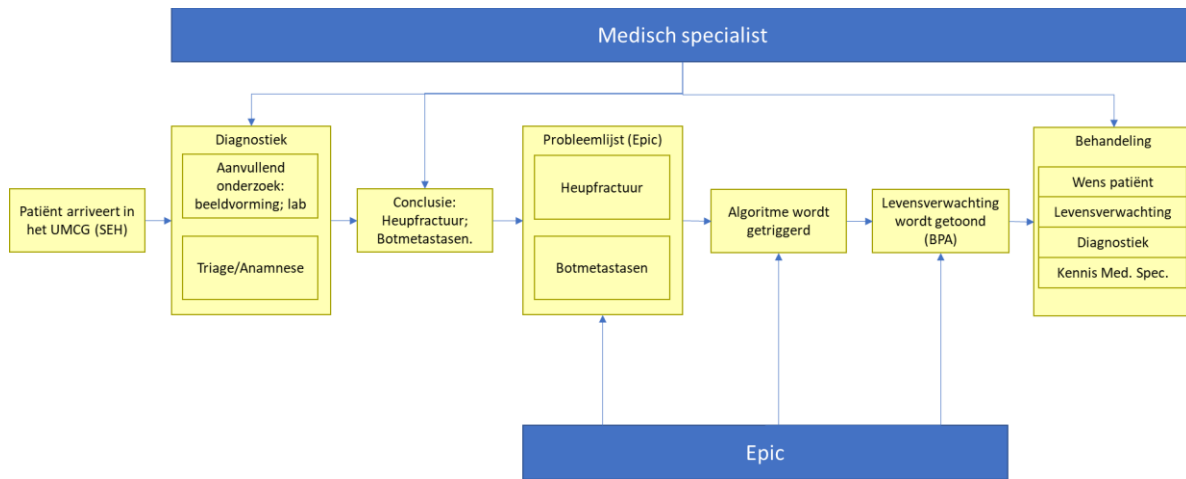 Medisch specialist
Patiënt arriveert in
het UMCG (SEH)
Diagnostiek
Aanvullend
onderzoek:
beeldvorming; lab
Triage/Anamnese
Conclusie:
Heupfractuur;
Botmetastasen.
Probleemlijst (Epic)
Heupfractuur
Botmetastasen
Algoritme wordt
getriggerd
Levensverwachting
wordt getoond
(BPA)
Behandeling
Wens patiënt
Levensverwachting
Diagnostiek
Kennis Med. Spec.
Epic